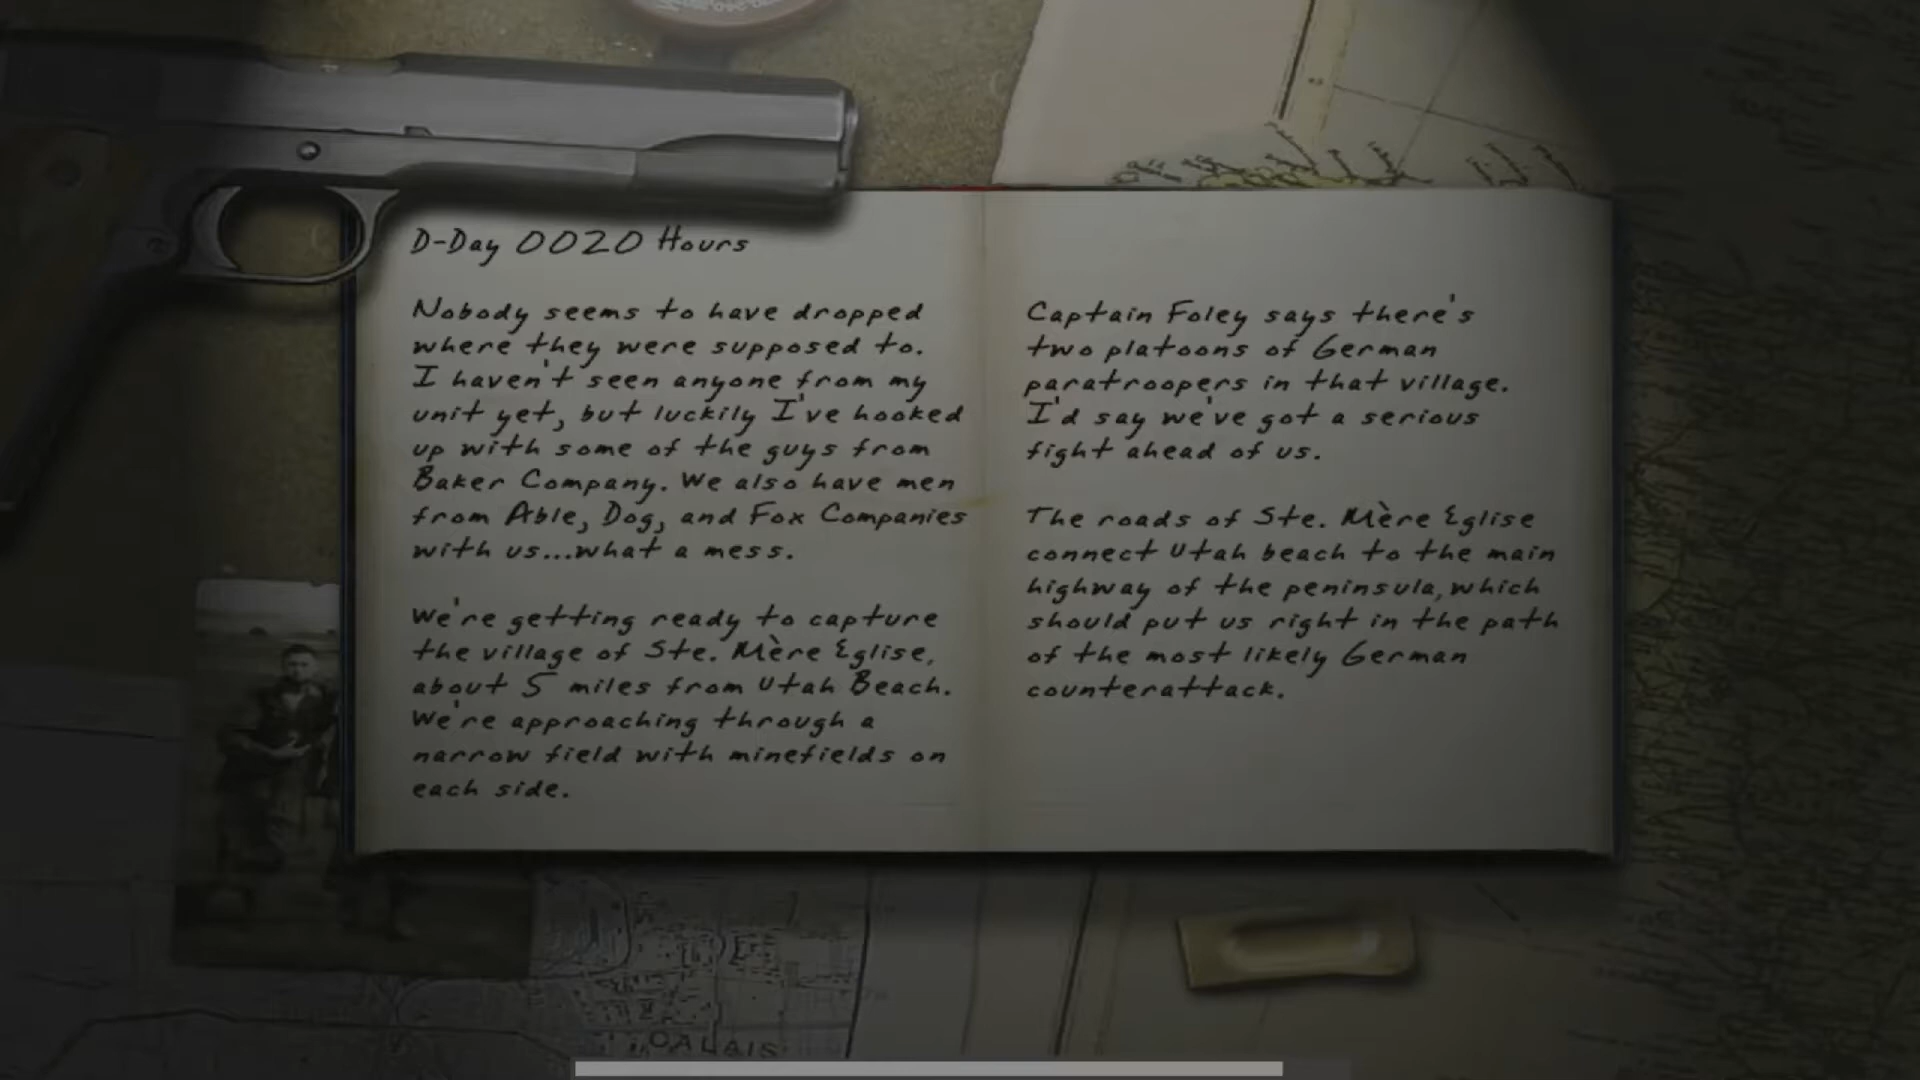 D-Day 0020 Hours
Nobody seems to have dropped
where they were supposed to.
I haven't seen anyone from my
unit yet, but luckily I've hooked
up with some of the guys from
Baker Company. We also have men
from Able, Dog, and Fox Companies
with us...what a mess.
We're getting ready to capture
the village of Ste. Mère Eglise,
about 5 miles from Utah Beach.
We're approaching through a
narrow field with minefields on
each side.
Captain Foley says there's
two platoons of German
paratroopers in that village.
I'd say we've got a serious
fight ahead of us.
The roads of Ste. Mère Eglise
connect Utah beach to the main
highway of the peninsula, which
should put us right in the path
of the most likely German
counterattack.
CALAIS